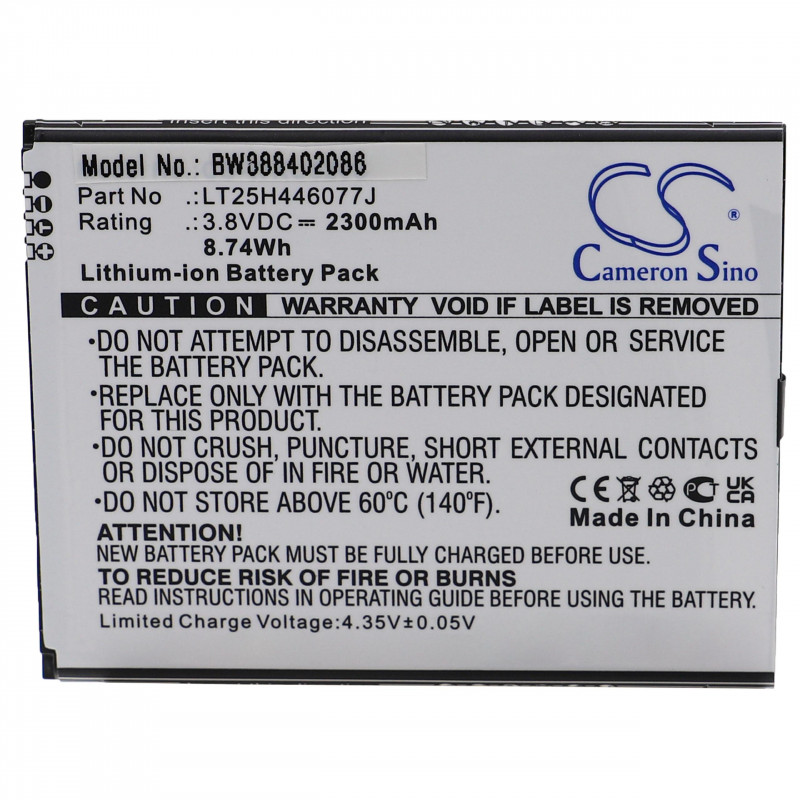 Model No.: BW388402086
Part No :LT25H446077J
Rating :3.8VDC ⎓ 2300mAh
8.74Wh
Lithium-ion Battery Pack
CS ®
Cameron Sino
CAUTION WARRANTY VOID IF LABEL IS REMOVED
•DO NOT ATTEMPT TO DISASSEMBLE, OPEN OR SERVICE
THE BATTERY PACK.
•REPLACE ONLY WITH THE BATTERY PACK DESIGNATED
FOR THIS PRODUCT.
•DO NOT CRUSH, PUNCTURE, SHORT EXTERNAL CONTACTS
OR DISPOSE OF IN FIRE OR WATER.
•DO NOT STORE ABOVE 60°C (140°F).
CE UK CA
Made In China
ATTENTION!
NEW BATTERY PACK MUST BE FULLY CHARGED BEFORE INITIAL USE.
TO REDUCE RISK OF FIRE OR BURNS
READ INSTRUCTIONS IN OPERATING GUIDE BEFORE USING THE BATTERY.
Limited Charge Voltage:4.35V±0.05V